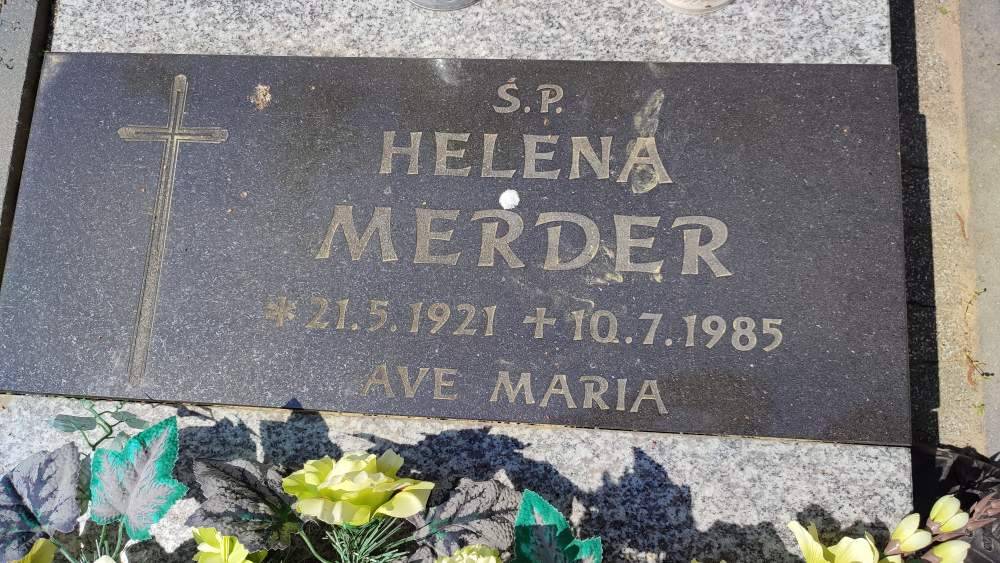 Ś.P.
HELENA
MERDER
* 21.5.1921 + 10.7.1985
AVE MARIA